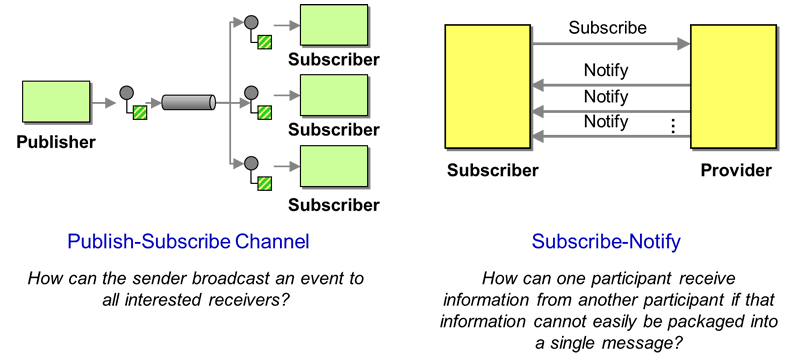 Subscriber
Subscriber
Subscriber
Publisher
Publish-Subscribe Channel
How can the sender broadcast an event to
all interested receivers?
Subscribe
Notify
Notify
Notify
Subscriber
Provider
Subscribe-Notify
How can one participant receive
information from another participant if that
information cannot easily be packaged into
a single message?